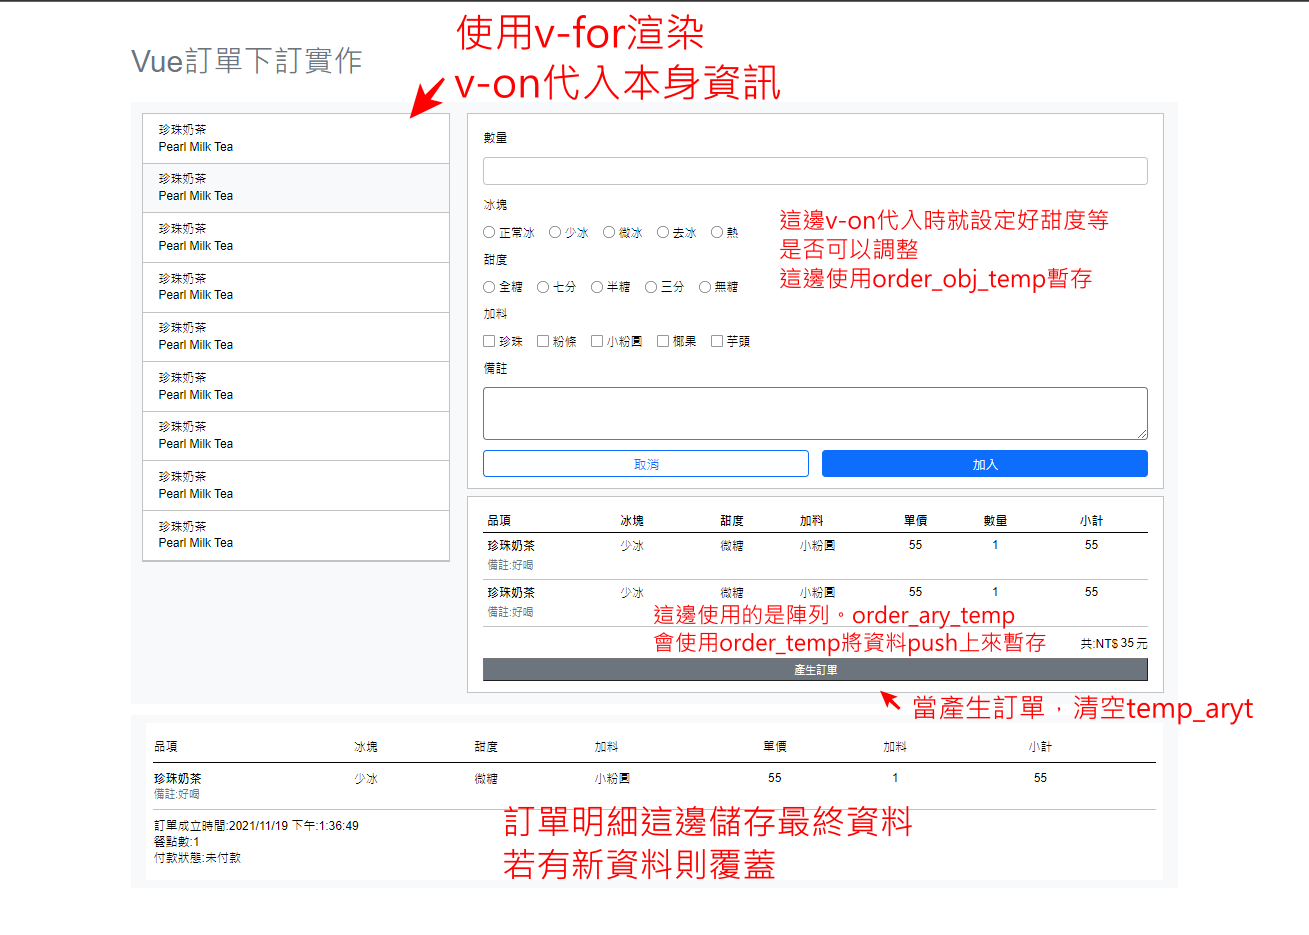 使用v-for渲染
v-on代入本身資訊
Vue訂單下訂實作
珍珠奶茶
Pearl Milk Tea
珍珠奶茶
Pearl Milk Tea
珍珠奶茶
Pearl Milk Tea
珍珠奶茶
Pearl Milk Tea
珍珠奶茶
Pearl Milk Tea
珍珠奶茶
Pearl Milk Tea
珍珠奶茶
Pearl Milk Tea
珍珠奶茶
Pearl Milk Tea
珍珠奶茶
Pearl Milk Tea
數量
冰塊
正常冰 少冰 微冰 去冰 熱
甜度
全糖 七分 半糖 三分 無糖
加料
珍珠 粉條 小粉圓 椰果 芋頭
備註
這邊v-on代入時就設定好甜度等
是否可以調整
這邊使用order_obj_temp暫存
取消 加入
品項 冰塊 甜度 加料 單價 數量 小計
珍珠奶茶 少冰 微糖 小粉圓 55 1 55
備註:好喝
珍珠奶茶 少冰 微糖 小粉圓 55 1 55
備註:好喝
這邊使用的是陣列。order_ary_temp
會使用order_temp將資料push上來暫存
共:NT$ 35 元
產生訂單
當產生訂單，清空temp_aryt
品項 冰塊 甜度 加料 單價 加料 小計
珍珠奶茶 少冰 微糖 小粉圓 55 1 55
備註:好喝
訂單成立時間:2021/11/19 下午:1:36:49
餐點數:1
付款狀態:未付款
訂單明細這邊儲存最終資料
若有新資料則覆蓋